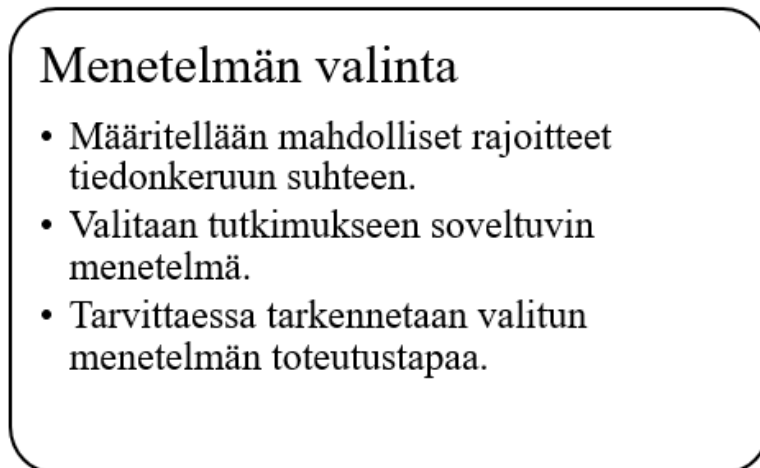 Menetelmän valinta
• Määritellään mahdolliset rajoitteet
tiedonkeruun suhteen.
• Valitaan tutkimukseen soveltuvin
menetelmä.
• Tarvittaessa tarkennetaan valitun
menetelmän toteutustapaa.